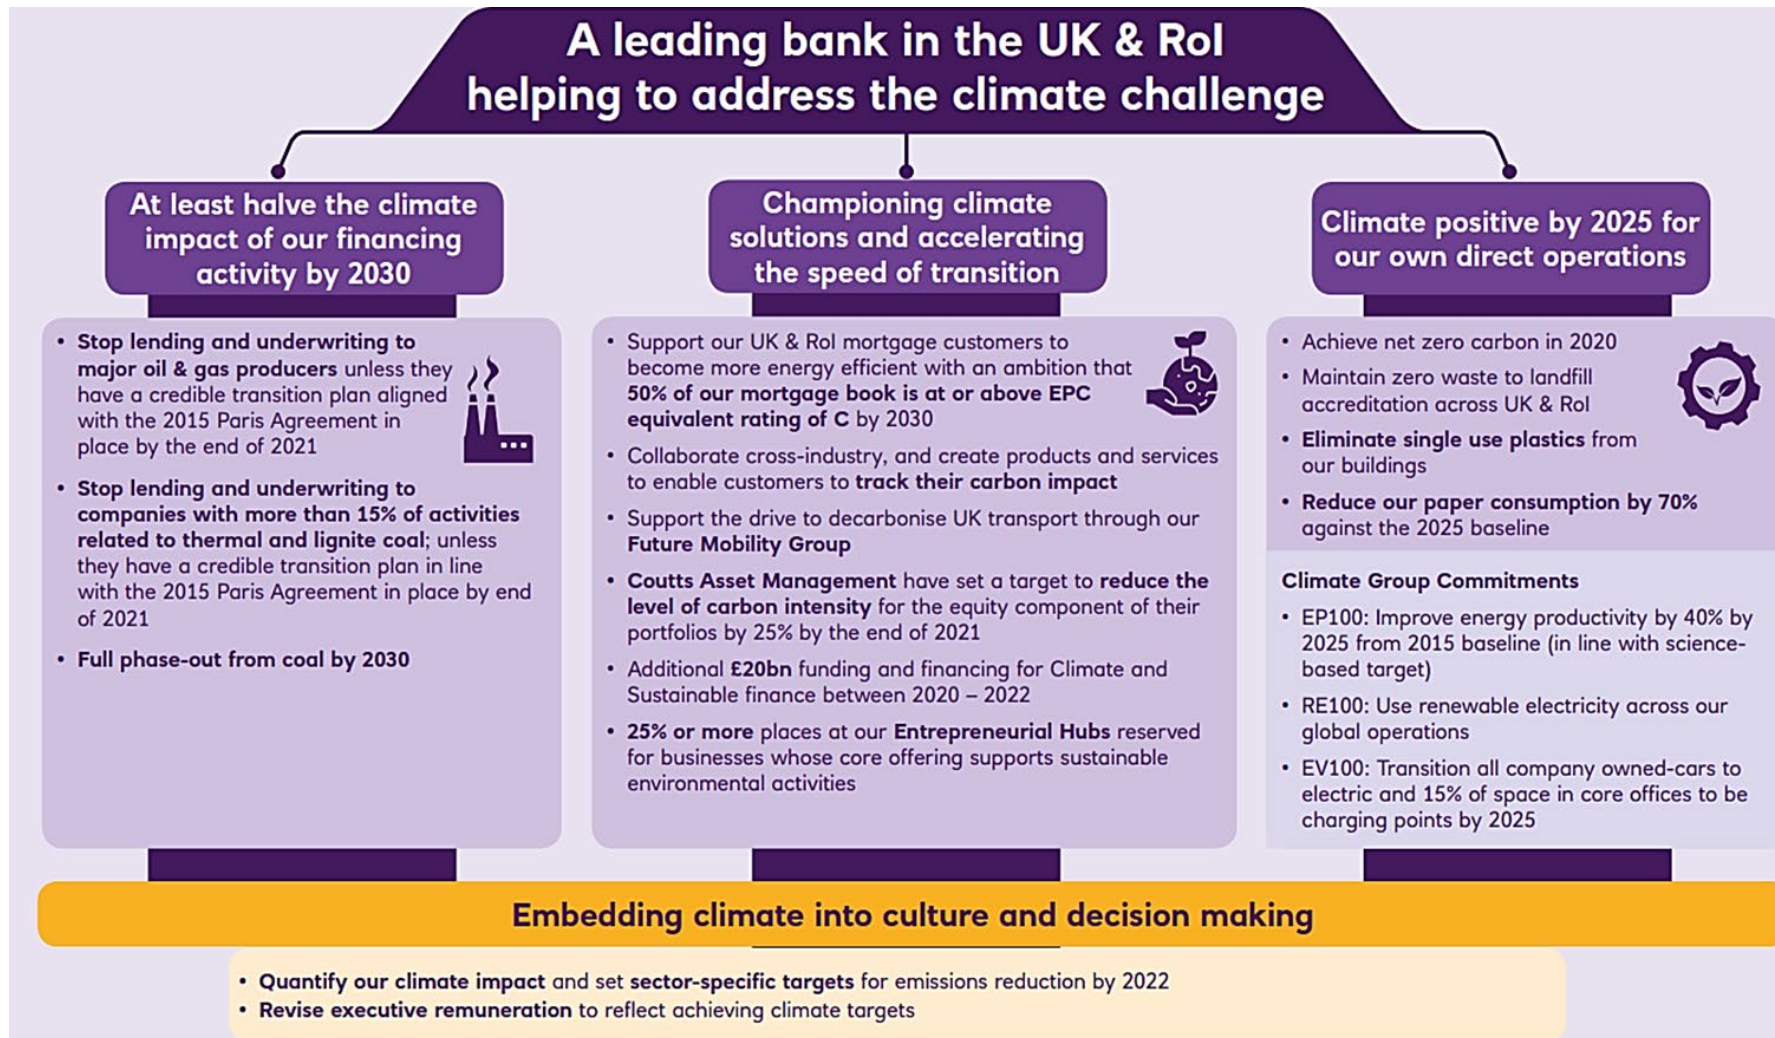 A leading bank in the UK & RoI
helping to address the climate challenge
At least halve the climate
impact of our financing
activity by 2030
• Stop lending and underwriting to
major oil & gas producers unless they
have a credible transition plan aligned
with the 2015 Paris Agreement in
place by the end of 2021
• Stop lending and underwriting to
companies with more than 15% of activities
related to thermal and lignite coal; unless
they have a credible transition plan in line
with the 2015 Paris Agreement in place by end
of 2021
• Full phase-out from coal by 2030
Championing climate
solutions and accelerating
the speed of transition
• Support our UK & RoI mortgage customers to
become more energy efficient with an ambition that
50% of our mortgage book is at or above EPC
equivalent rating of C by 2030
• Collaborate cross-industry, and create products and services
to enable customers to track their carbon impact
• Support the drive to decarbonise UK transport through our
Future Mobility Group
• Coutts Asset Management have set a target to reduce the
level of carbon intensity for the equity component of their
portfolios by 25% by the end of 2021
• Additional £20bn funding and financing for Climate and
Sustainable finance between 2020 – 2022
• 25% or more places at our Entrepreneurial Hubs reserved
for businesses whose core offering supports sustainable
environmental activities
Climate positive by 2025 for
our own direct operations
• Achieve net zero carbon in 2020
• Maintain zero waste to landfill
accreditation across UK & RoI
• Eliminate single use plastics from
our buildings
• Reduce our paper consumption by 70%
against the 2025 baseline
Climate Group Commitments
• EP100: Improve energy productivity by 40% by
2025 from 2015 baseline (in line with science-
based target)
• RE100: Use renewable electricity across our
global operations
• EV100: Transition all company owned-cars to
electric and 15% of space in core offices to be
charging points by 2025
Embedding climate into culture and decision making
• Quantify our climate impact and set sector-specific targets for emissions reduction by 2022
• Revise executive remuneration to reflect achieving climate targets